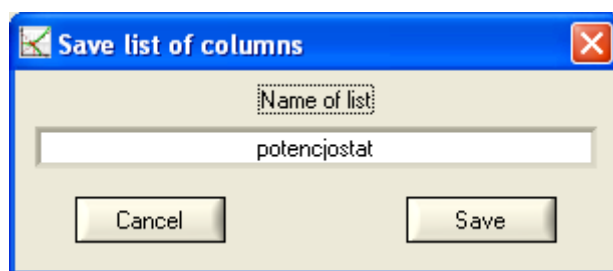 Save list of columns
Name of list
potencjostat
Cancel Save